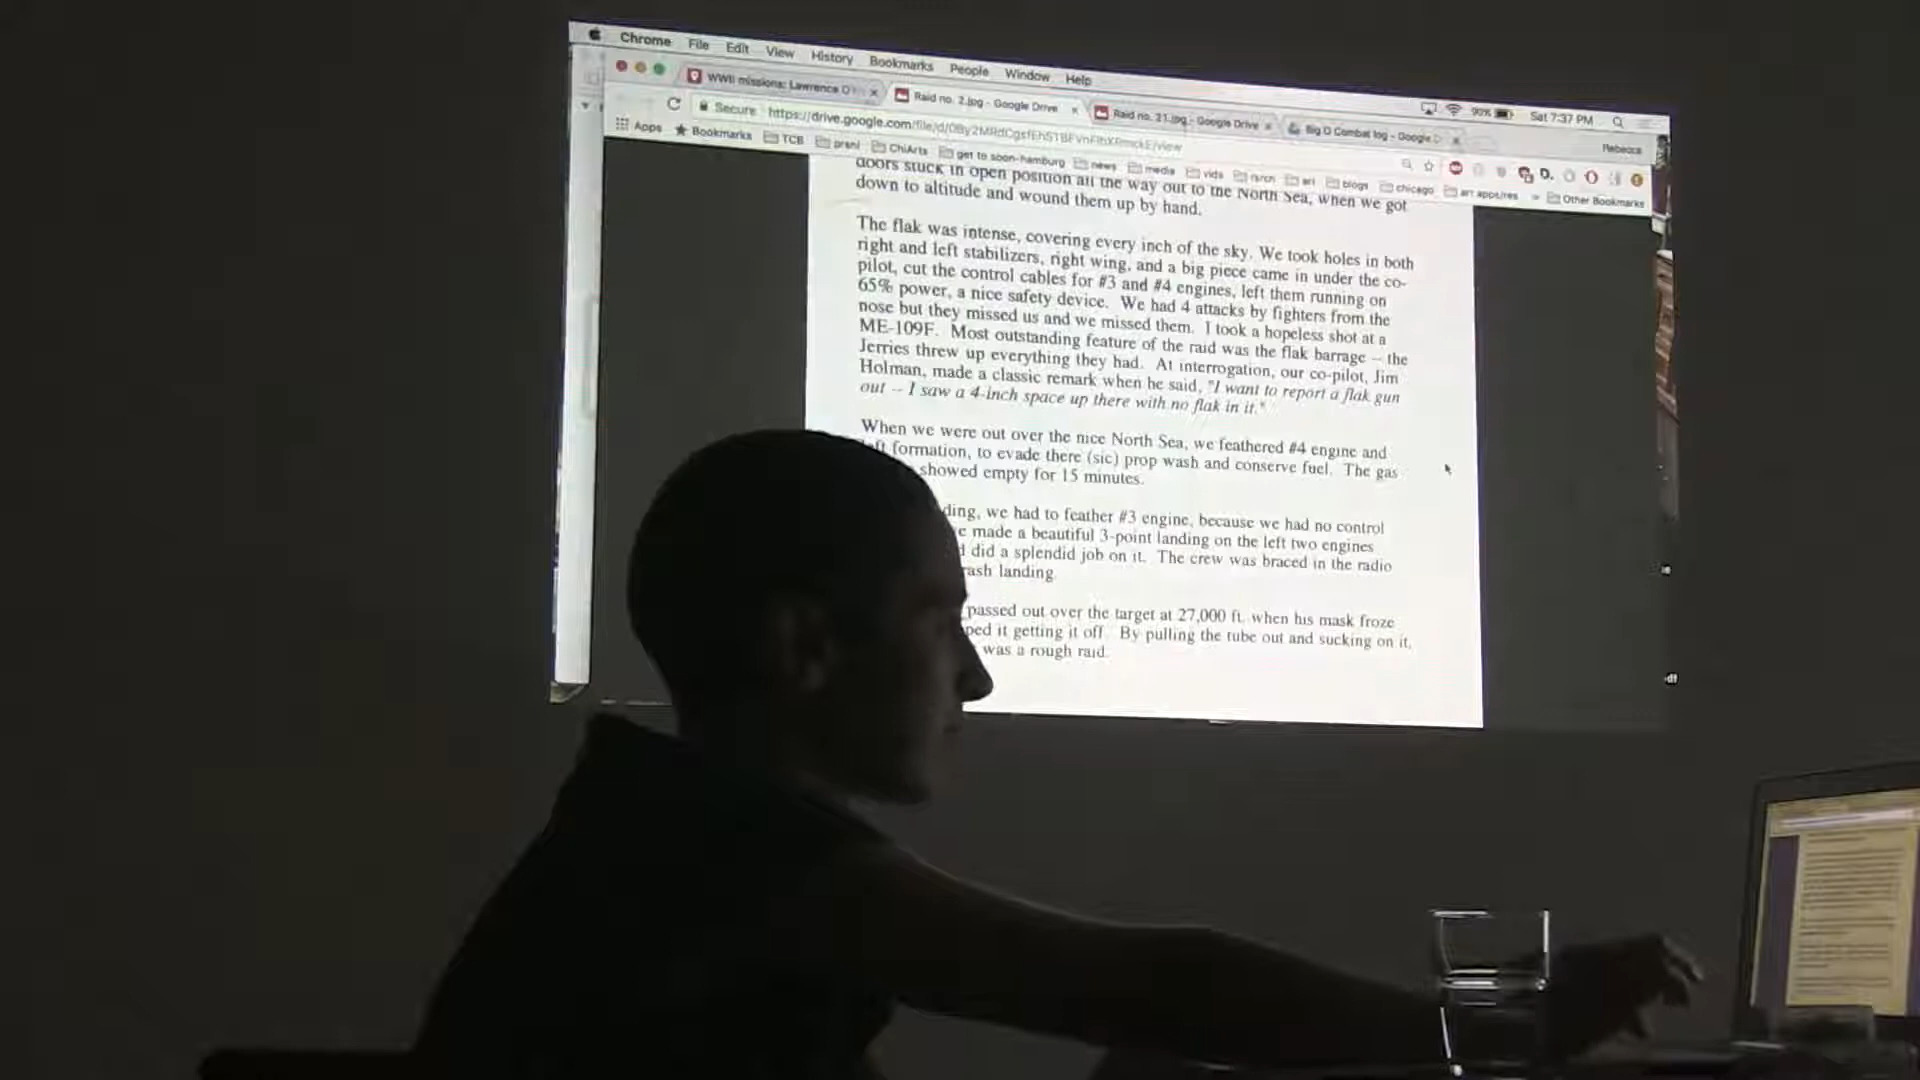 Chrome File Edit View History Bookmarks People Window Help
90% Sat 7:37 PM
WWII missions: Lawrence
Raid no. 2.jpg - Google Drive
Raid no. 21.jpg - Google Drive
Big O Combat log - Google D
Rebecca
Secure https://drive.google.com/file/d/
Apps Bookmarks TCB prsnl ChiArts get to soon-hamburg news media vids rsrch art blogs chicago art apps/res » Other Bookmarks
doors stuck in open position all the way out to the North Sea, when we got
down to altitude and wound them up by hand.
The flak was intense, covering every inch of the sky. We took holes in both
right and left stabilizers, right wing, and a big piece came in under the co-
pilot, cut the control cables for #3 and #4 engines, left them running on
65% power, a nice safety device. We had 4 attacks by fighters from the
nose but they missed us and we missed them. I took a hopeless shot at a
ME-109F. Most outstanding feature of the raid was the flak barrage -- the
Jerries threw up everything they had. At interrogation, our co-pilot, Jim
Holman, made a classic remark when he said, "I want to report a flak gun
out -- I saw a 4-inch space up there with no flak in it."
When we were out over the nice North Sea, we feathered #4 engine and
formation, to evade there (sic) prop wash and conserve fuel. The gas
showed empty for 15 minutes.
ding, we had to feather #3 engine, because we had no control
e made a beautiful 3-point landing on the left two engines
d did a splendid job on it. The crew was braced in the radio
rash landing.
passed out over the target at 27,000 ft. when his mask froze
ped it getting it off. By pulling the tube out and sucking on it,
was a rough raid.